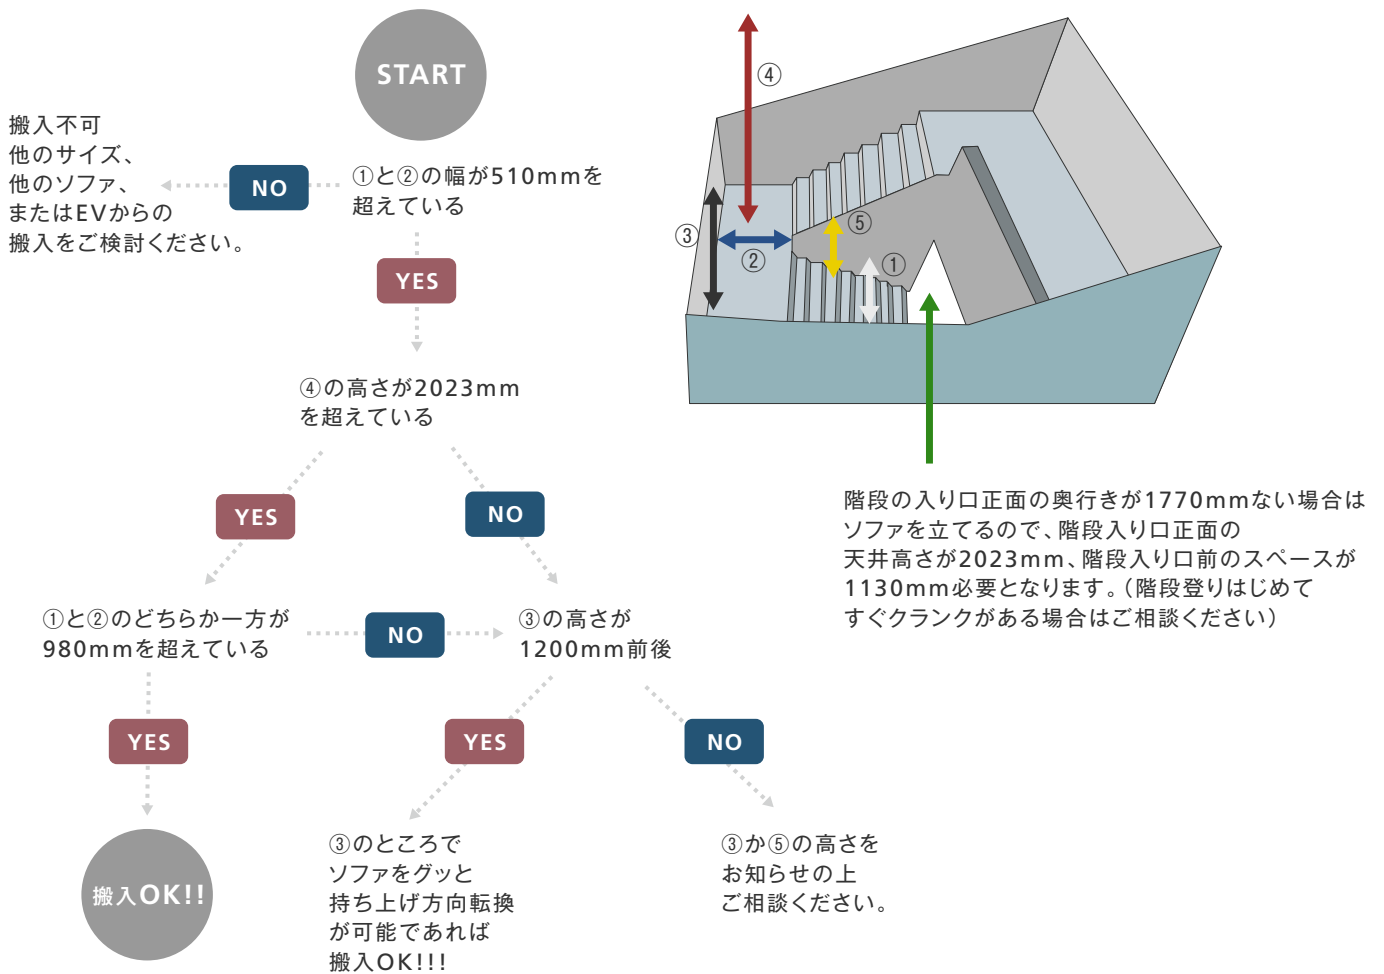 START
搬入不可
他のサイズ、
他のソファ、
またはEVからの
搬入をご検討ください。
NO
①と②の幅が510mmを
超えている
YES
④の高さが2023mm
を超えている
YES
NO
①と②のどちらか一方が
980mmを超えている
NO
③の高さが
1200mm前後
YES
YES
NO
搬入OK!!
③のところで
ソファをグッと
持ち上げ方向転換
が可能であれば
搬入OK!!!
③か⑤の高さを
お知らせの上
ご相談ください。
④
③
②
⑤
①
階段の入り口正面の奥行きが1770mmない場合は
ソファを立てるので、階段入り口正面の
天井高さが2023mm、階段入り口前のスペースが
1130mm必要となります。（階段登りはじめて
すぐクランクがある場合はご相談ください）